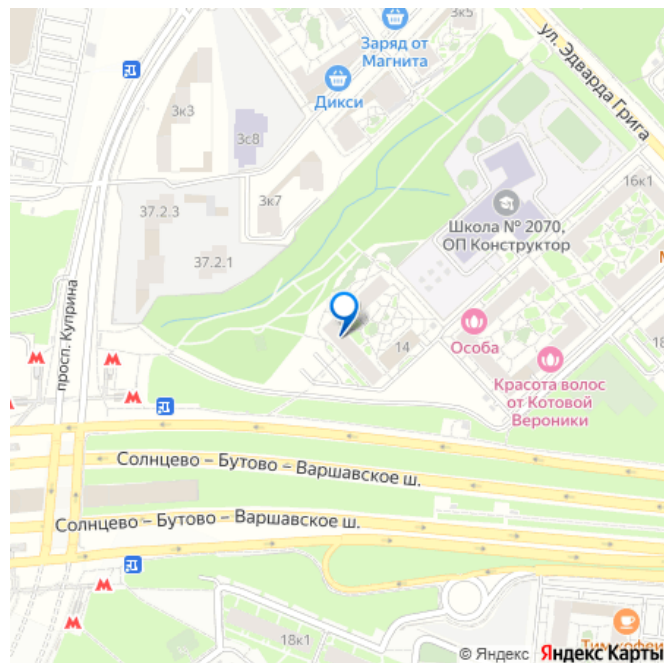 3к5
Заряд от
Магнита
ул. Эдварда Грига
Дикси
3к3
3с8
16к1
3к7
Школа № 2070,
ОП Конструктор
37.2.3
37.2.1
просп. Куприна
14
Особа
Красота волос
от Котовой
Вероники
Солнцево – Бутово – Варшавское ш.
Солнцево – Бутово – Варшавское ш.
18к1
© Яндекс Яндекс Карты